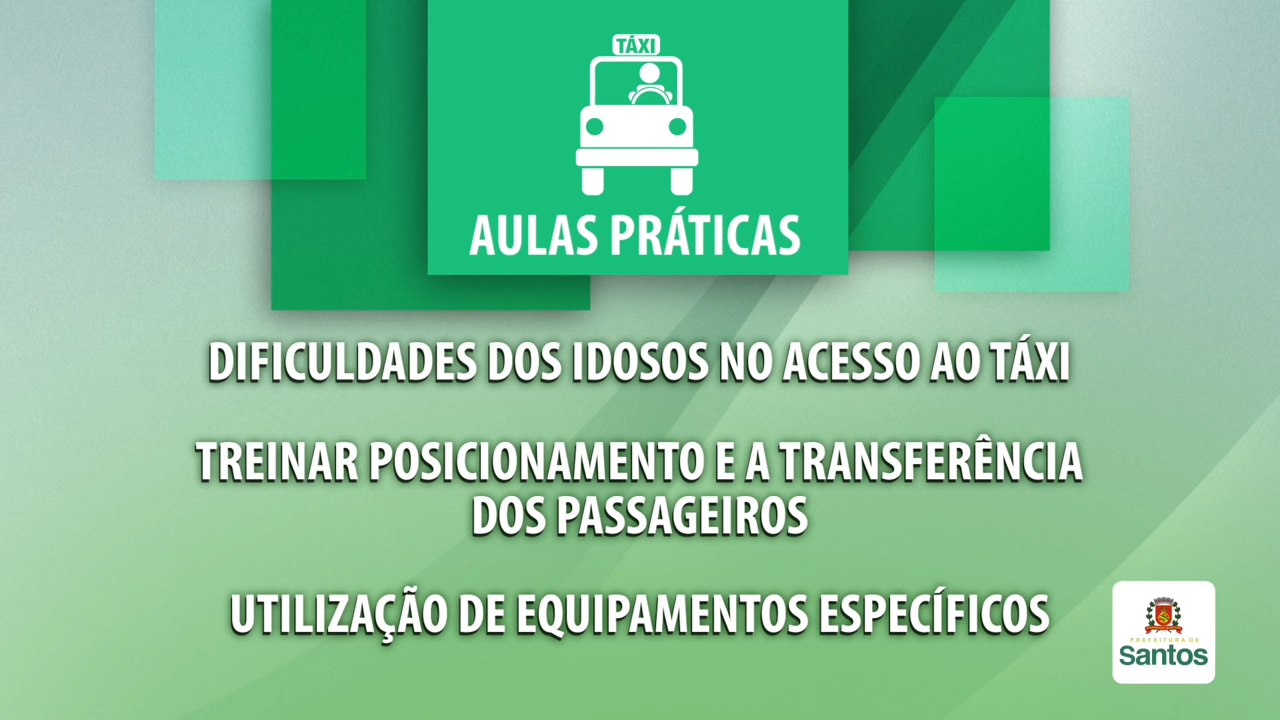 TÁXI
AULAS PRÁTICAS
DIFICULDADES DOS IDOSOS NO ACESSO AO TÁXI
TREINAR POSICIONAMENTO E A TRANSFERÊNCIA
DOS PASSAGEIROS
UTILIZAÇÃO DE EQUIPAMENTOS ESPECÍFICOS
PREFEITURA DE
Santos